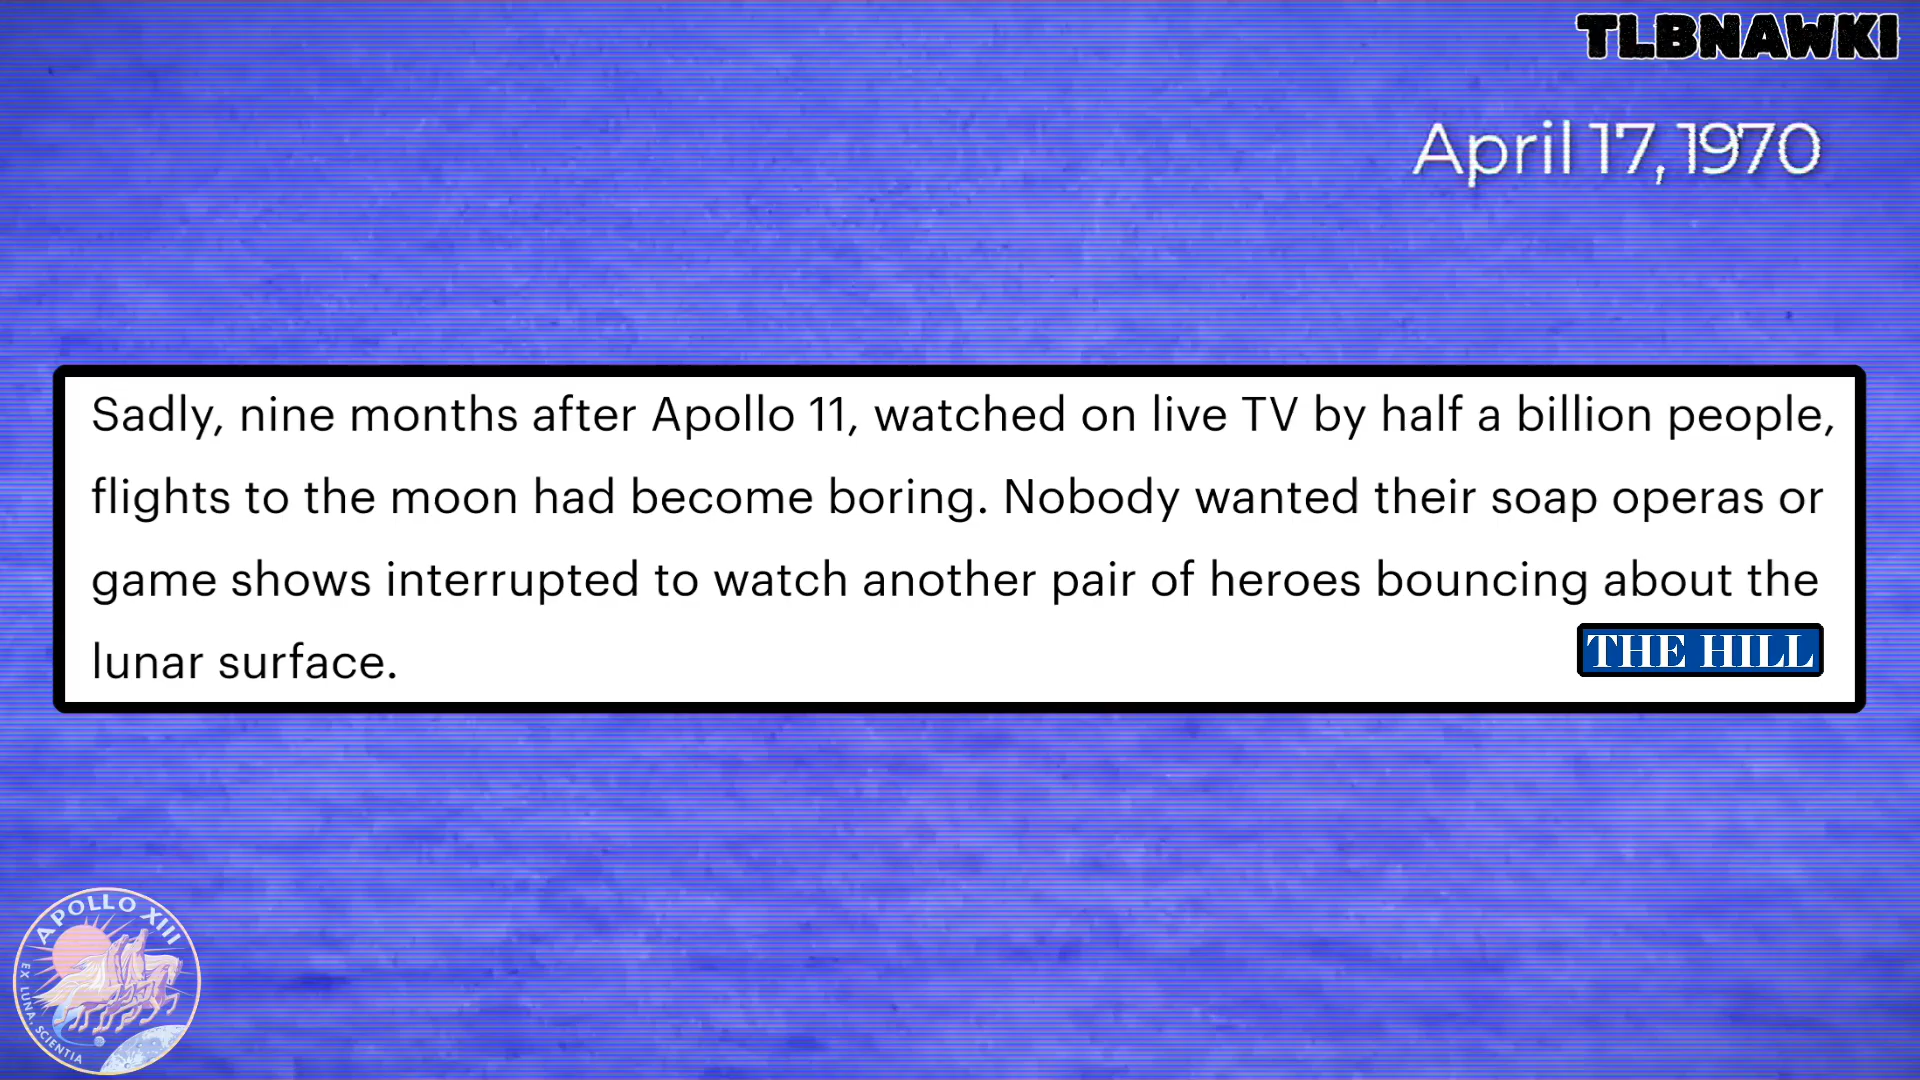 TLBNAWKI
April 17, 1970
Sadly, nine months after Apollo 11, watched on live TV by half a billion people,
flights to the moon had become boring. Nobody wanted their soap operas or
game shows interrupted to watch another pair of heroes bouncing about the
lunar surface.
THE HILL
APOLLO XIII
EX LUNA, SCIENTIA